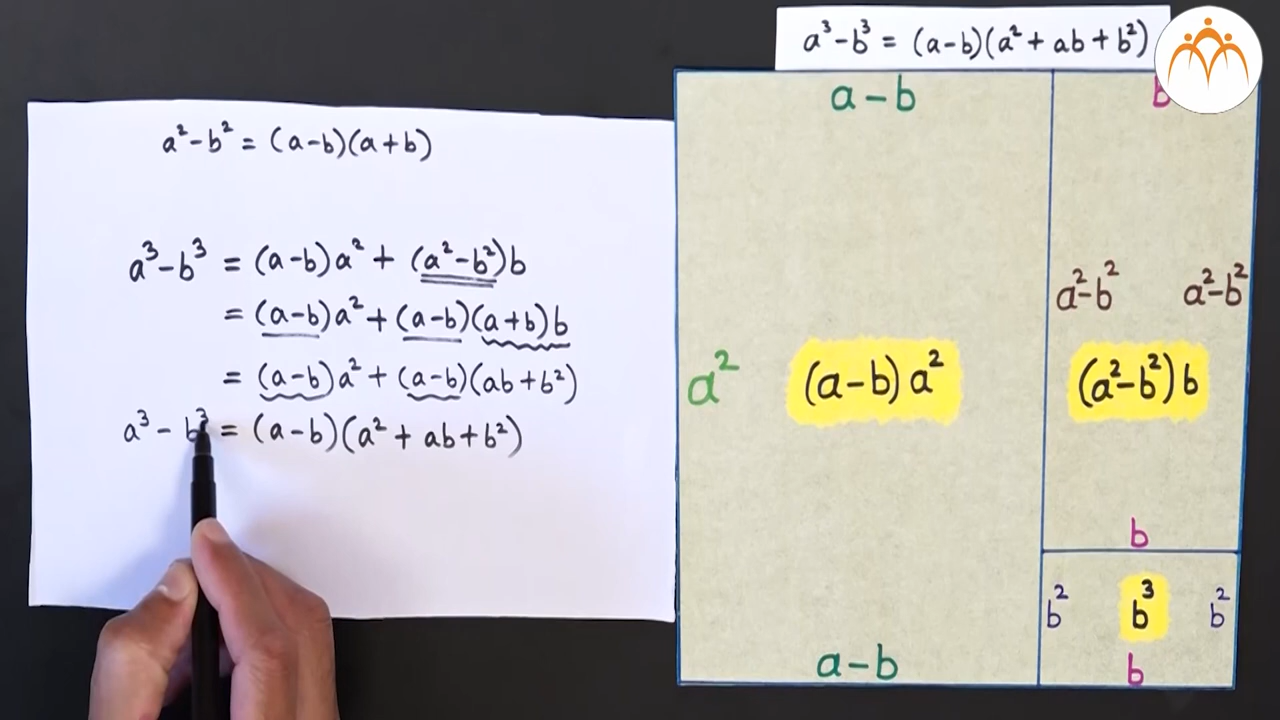 a² - b² = (a-b)(a+b)
a³ - b³ = (a-b)a² + (a²-b²)b
= (a-b)a² + (a-b)(a+b)b
= (a-b)a² + (a-b)(ab+b²)
a³ - b³ = (a-b)(a² + ab + b²)
a³ - b³ = (a-b)(a² + ab + b²)
a-b
b
a²-b² a²-b²
a² (a-b)a² (a²-b²)b
b
b² b³ b²
a-b
b